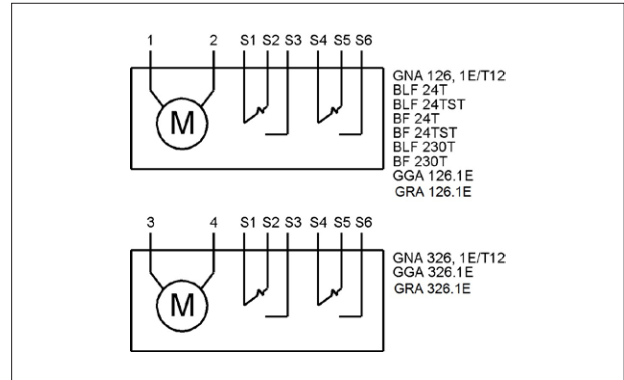 1 2 S1 S2 S3 S4 S5 S6
M
GNA 126, 1E/T12
BLF 24T
BLF 24TST
BF 24T
BF 24TST
BLF 230T
BF 230T
GGA 126.1E
GRA 126.1E
3 4 S1 S2 S3 S4 S5 S6
M
GNA 326, 1E/T12
GGA 326.1E
GRA 326.1E